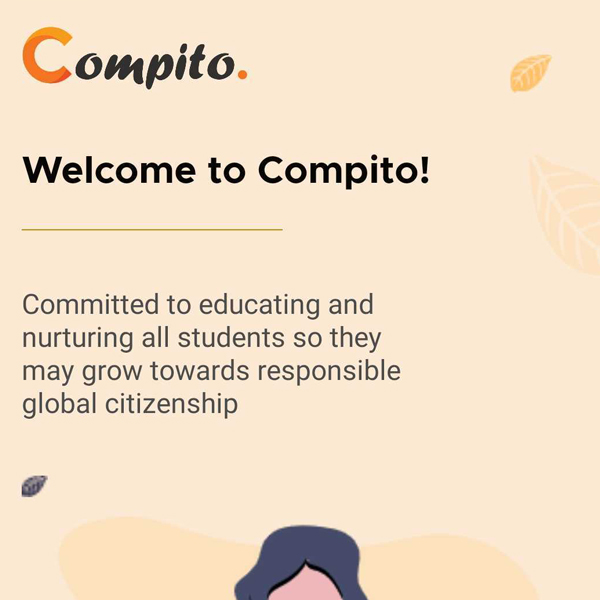 Compito.
Welcome to Compito!
Committed to educating and
nurturing all students so they
may grow towards responsible
global citizenship